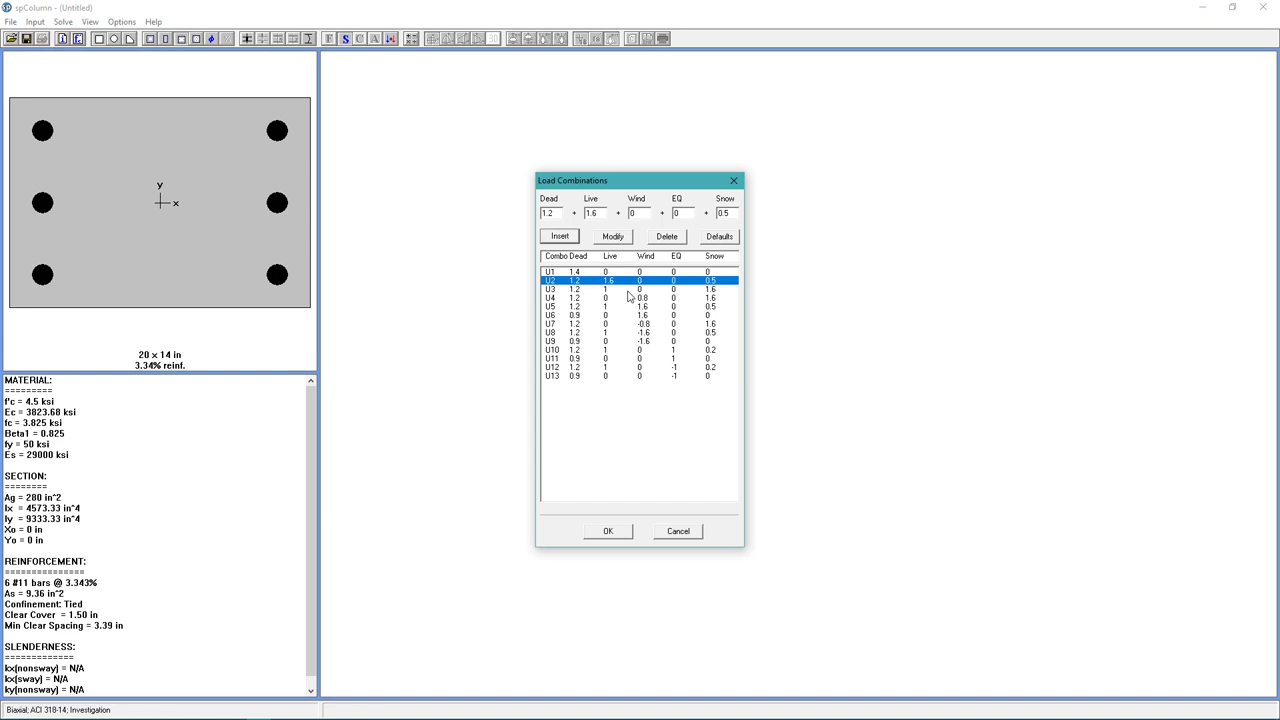 spColumn - (Untitled)
File Input Solve View Options Help
y
x
20 x 14 in
3.34% reinf.
MATERIAL:
=========
f'c = 4.5 ksi
Ec = 3823.68 ksi
fc = 3.825 ksi
Beta1 = 0.825
fy = 50 ksi
Es = 29000 ksi
SECTION:
========
Ag = 280 in^2
Ix = 4573.33 in^4
Iy = 9333.33 in^4
Xo = 0 in
Yo = 0 in
REINFORCEMENT:
===============
6 #11 bars @ 3.343%
As = 9.36 in^2
Confinement: Tied
Clear Cover = 1.50 in
Min Clear Spacing = 3.39 in
SLENDERNESS:
=============
kx(nonsway) = N/A
kx(sway) = N/A
ky(nonsway) = N/A
Biaxial; ACI 318-14; Investigation
Load Combinations
Dead Live Wind EQ Snow
1.2 + 1.6 + 0 + 0 + 0.5
Insert Modify Delete Defaults
Combo Dead Live Wind EQ Snow
U1 1.4 0 0 0 0
U2 1.2 1.6 0 0 0.5
U3 1.2 1 0 0 1.6
U4 1.2 0 0.8 0 1.6
U5 1.2 1 1.6 0 0.5
U6 0.9 0 1.6 0 0
U7 1.2 0 -0.8 0 1.6
U8 1.2 1 -1.6 0 0.5
U9 0.9 0 -1.6 0 0
U10 1.2 1 0 1 0.2
U11 0.9 0 0 1 0
U12 1.2 1 0 -1 0.2
U13 0.9 0 0 -1 0
OK Cancel